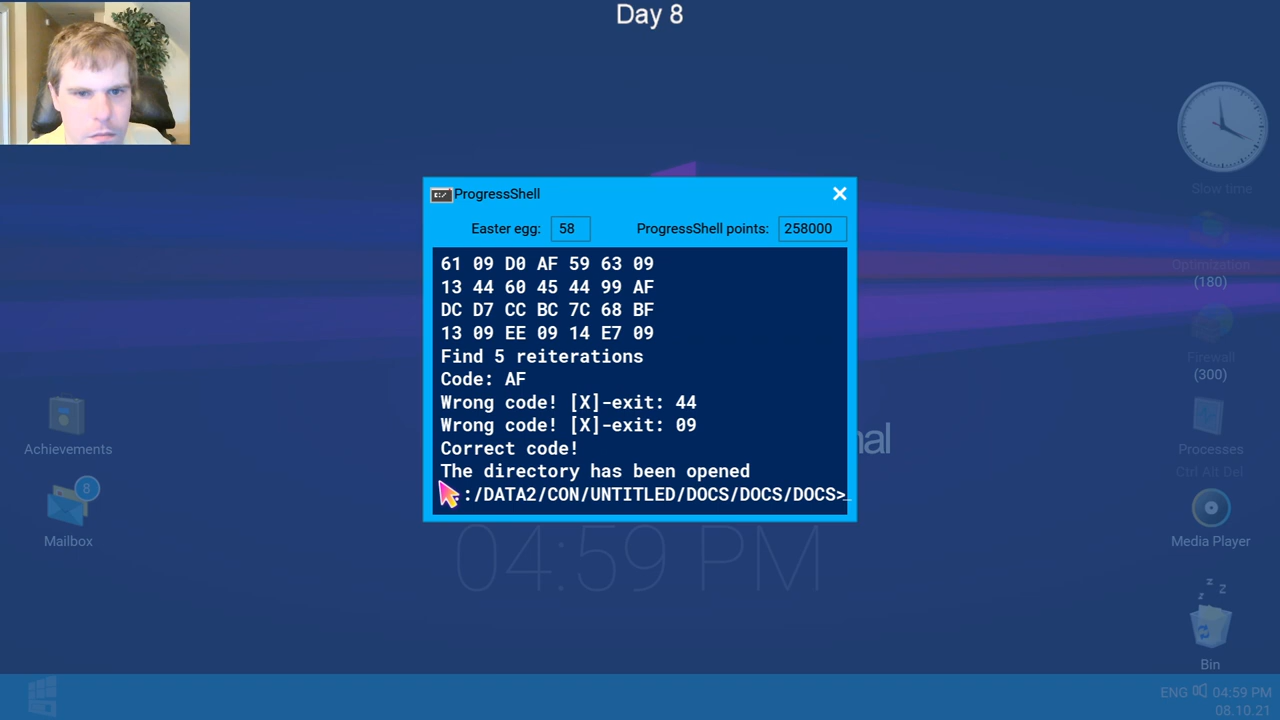 Day 8
ProgressShell
Easter egg: 58 ProgressShell points: 258000
61 09 D0 AF 59 63 09
13 44 60 45 44 99 AF
DC D7 CC BC 7C 68 BF
13 09 EE 09 14 E7 09
Find 5 reiterations
Code: AF
Wrong code! [X]-exit: 44
Wrong code! [X]-exit: 09
Correct code!
The directory has been opened
:/DATA2/CON/UNTITLED/DOCS/DOCS/DOCS>_
nal
04:59 PM
Achievements
8
Mailbox
Slow time
Optimization
(180)
Firewall
(300)
Processes
Ctrl Alt Del
Media Player
z z
z z
Bin
ENG 04:59 PM
08.10.21